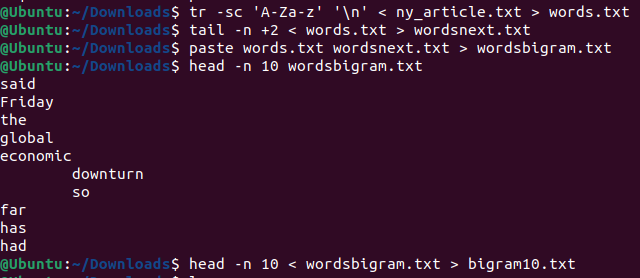 @Ubuntu:~/Downloads$ tr -sc 'A-Za-z' '\n' < ny_article.txt > words.txt
@Ubuntu:~/Downloads$ tail -n +2 < words.txt > wordsnext.txt
@Ubuntu:~/Downloads$ paste words.txt wordsnext.txt > wordsbigram.txt
@Ubuntu:~/Downloads$ head -n 10 wordsbigram.txt
said
Friday
the
global
economic
downturn
so
far
has
had
@Ubuntu:~/Downloads$ head -n 10 < wordsbigram.txt > bigram10.txt